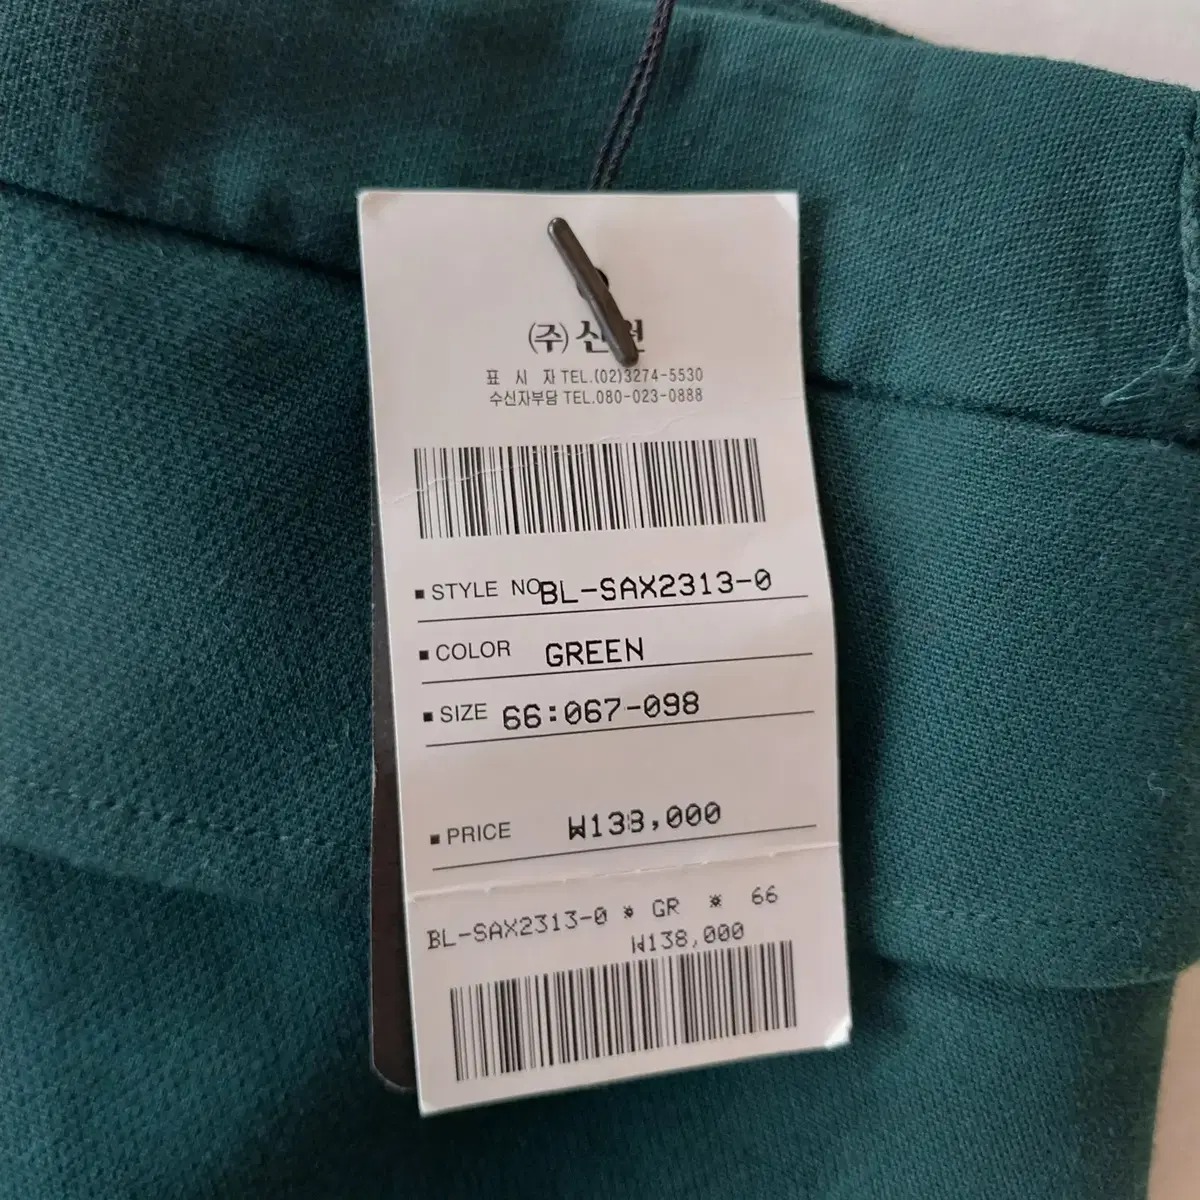 (주) 신원
표 시 자 TEL.(02)3274-5530
수신자부담 TEL.080-023-0888
■ STYLE NO BL-SAX2313-0
■ COLOR GREEN
■ SIZE 66:067-098
■ PRICE ₩138,000
BL-SAX2313-0 * GR * 66
₩138,000